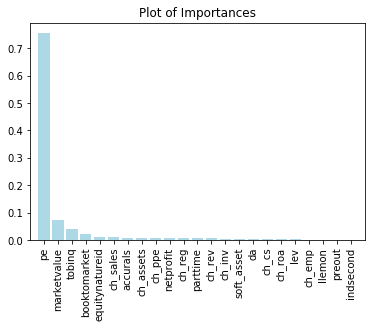 Plot of Importances
0.7
0.6
0.5
0.4
0.3
0.2
0.1
0.0
pe
marketvalue
tobinq
booktomarket
equitynatureid
ch_sales
accurals
ch_assets
ch_ppe
netprofit
ch_reg
parttime
ch_rev
ch_inv
soft_asset
da
ch_cs
ch_roa
lev
ch_emp
llemon
preout
indsecond